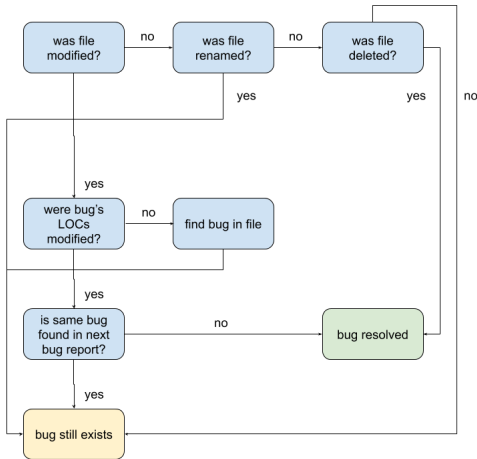 was file
modified?
no
was file
renamed?
no
was file
deleted?
yes
yes
no
yes
were bug's
LOCs
modified?
no
find bug in file
yes
is same bug
found in next
bug report?
no
bug resolved
yes
bug still exists